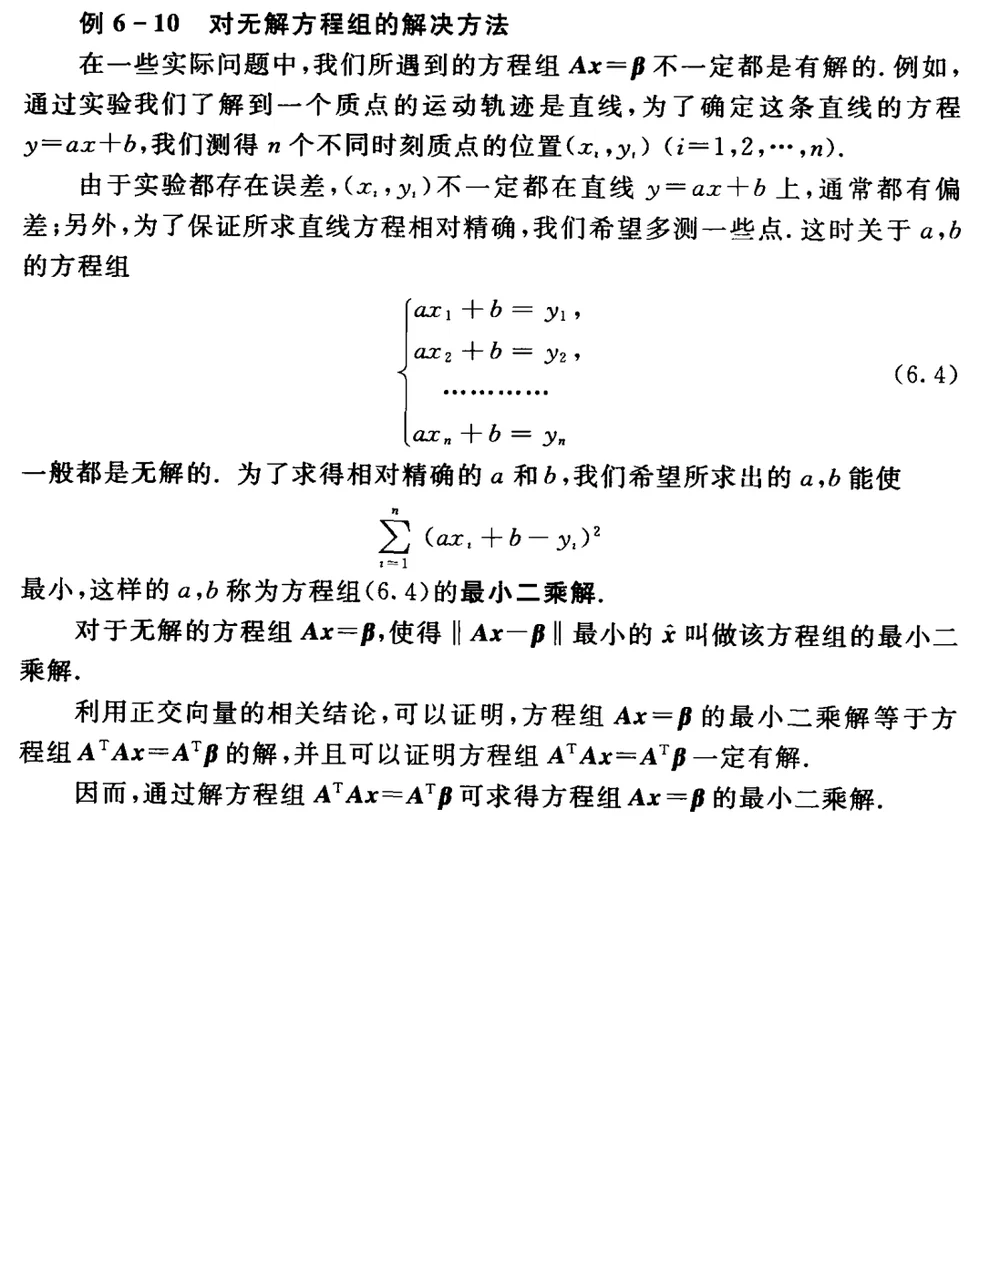 例 6-10 对无解方程组的解决方法
在一些实际问题中,我们所遇到的方程组 Ax=β 不一定都是有解的.例如,
通过实验我们了解到一个质点的运动轨迹是直线,为了确定这条直线的方程
y=ax+b,我们测得 n 个不同时刻质点的位置(xᵢ,yᵢ) (i=1,2,⋯,n).
由于实验都存在误差,(xᵢ,yᵢ)不一定都在直线 y=ax+b 上,通常都有偏
差;另外,为了保证所求直线方程相对精确,我们希望多测一些点.这时关于 a,b
的方程组
ax₁+b=y₁,
ax₂+b=y₂,
…………
axₙ+b=yₙ
(6.4)
一般都是无解的. 为了求得相对精确的 a 和 b,我们希望所求出的 a,b 能使
∑ᵢ₌₁ⁿ (axᵢ+b-yᵢ)²
最小,这样的 a,b 称为方程组(6.4)的最小二乘解.
对于无解的方程组 Ax=β,使得‖Ax-β‖最小的 x̂ 叫做该方程组的最小二
乘解.
利用正交向量的相关结论,可以证明,方程组 Ax=β 的最小二乘解等于方
程组 AᵀAx=Aᵀβ 的解,并且可以证明方程组 AᵀAx=Aᵀβ 一定有解.
因而,通过解方程组 AᵀAx=Aᵀβ 可求得方程组 Ax=β 的最小二乘解.